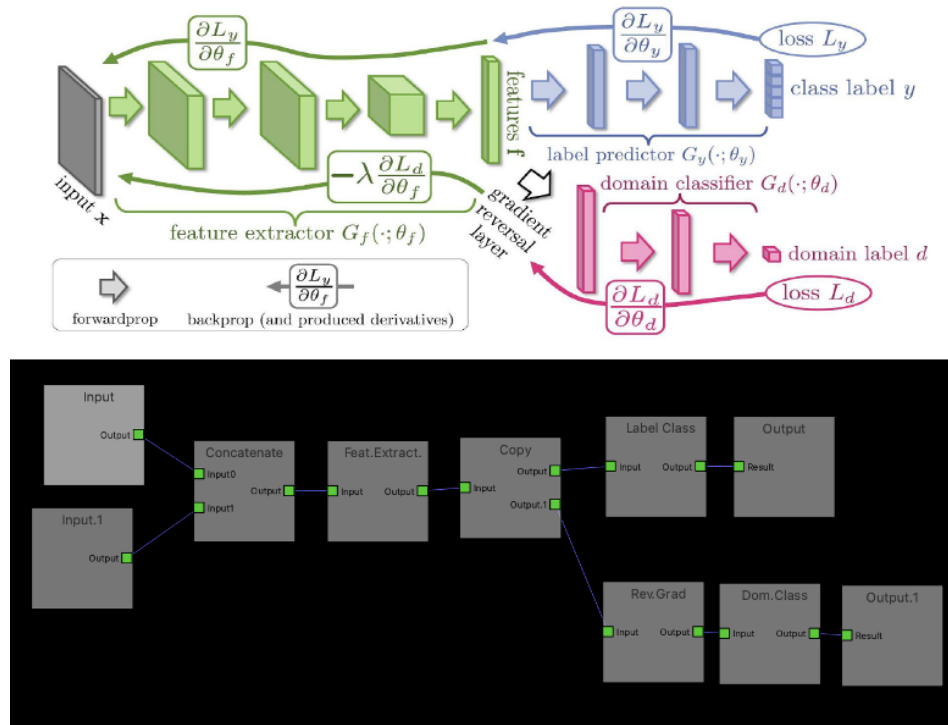 ∂L_y/∂θ_f
∂L_y/∂θ_y
loss L_y
features f
class label y
label predictor G_y(·; θ_y)
input x
−λ ∂L_d/∂θ_f
feature extractor G_f(·; θ_f)
gradient reversal layer
domain classifier G_d(·; θ_d)
domain label d
∂L_d/∂θ_d
loss L_d
forwardprop
∂L_y/∂θ_f
backprop (and produced derivatives)
Input
Output
Input.1
Output
Concatenate
Input0
Output
Input1
Feat.Extract.
Input
Output
Copy
Output
Input
Output.1
Label Class
Input
Output
Output
Result
Rev.Grad
Input
Output
Dom.Class
Input
Output
Output.1
Result